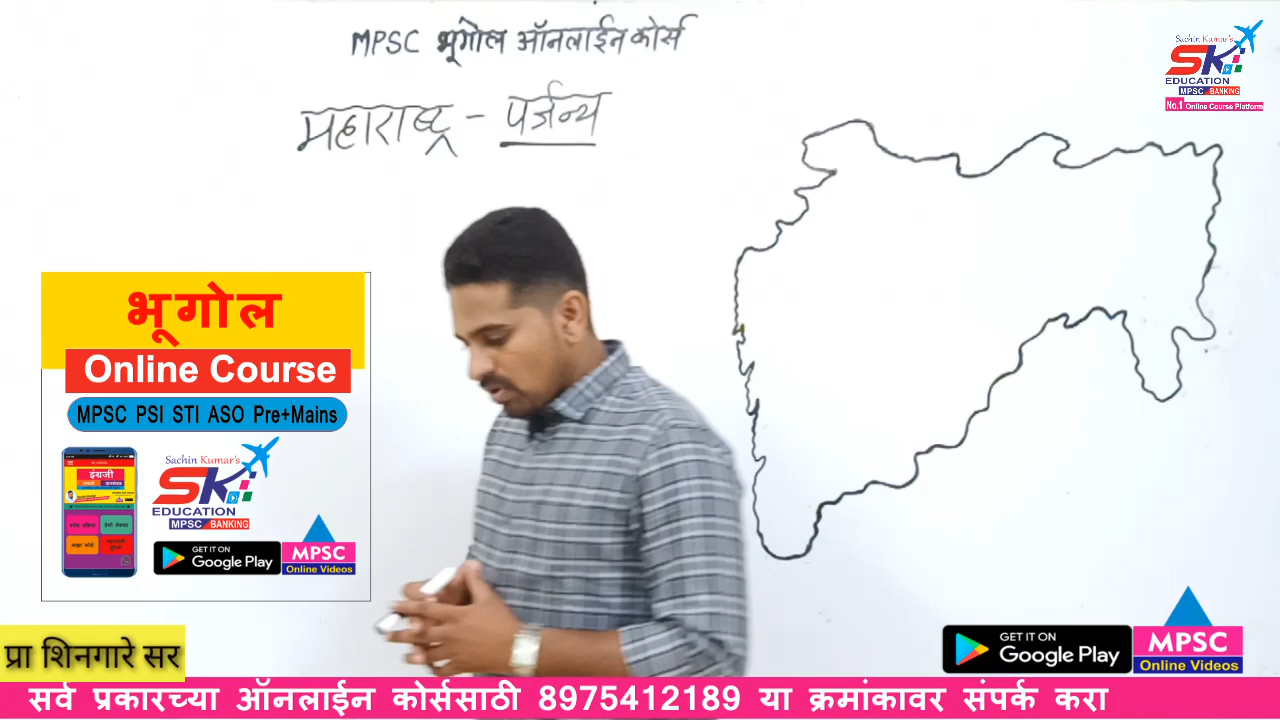 MPSC भूगोल ऑनलाईन कोर्स
महाराष्ट्र - पर्जन्य
Sachin Kumar's
SK
EDUCATION
MPSC BANKING
No.1 Online Course Platform
भूगोल
Online Course
MPSC PSI STI ASO Pre+Mains
इंग्रजी
Sachin Kumar's
SK
EDUCATION
MPSC BANKING
GET IT ON
Google Play
MPSC
Online Videos
प्रा शिनगारे सर
GET IT ON
Google Play
MPSC
Online Videos
सर्व प्रकारच्या ऑनलाईन कोर्ससाठी 8975412189 या क्रमांकावर संपर्क करा